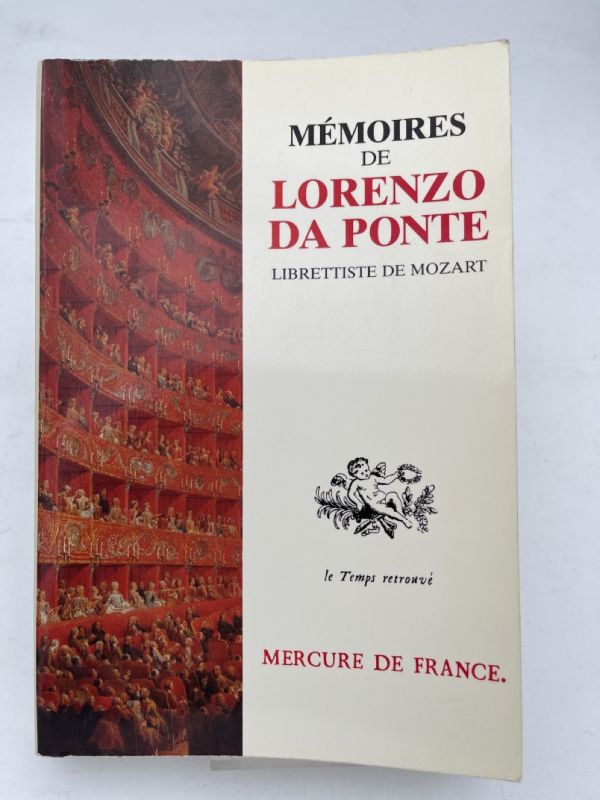 MÉMOIRES
DE
LORENZO
DA PONTE
LIBRETTISTE DE MOZART
le Temps retrouvé
MERCURE DE FRANCE.